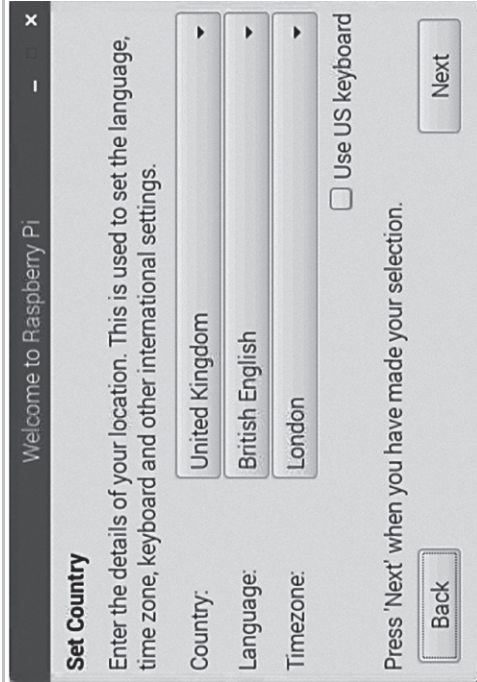 Welcome to Raspberry Pi
Set Country
Enter the details of your location. This is used to set the language,
time zone, keyboard and other international settings.
Country: United Kingdom
Language: British English
Timezone: London
Use US keyboard
Press 'Next' when you have made your selection.
Back Next